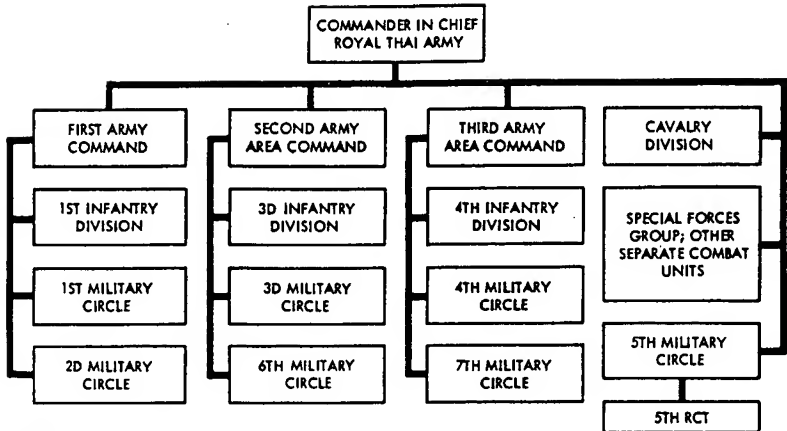 COMMANDER IN CHIEF
ROYAL THAI ARMY
FIRST ARMY
COMMAND
SECOND ARMY
AREA COMMAND
THIRD ARMY
AREA COMMAND
CAVALRY
DIVISION
1ST INFANTRY
DIVISION
3D INFANTRY
DIVISION
4TH INFANTRY
DIVISION
SPECIAL FORCES
GROUP; OTHER
SEPARATE COMBAT
UNITS
1ST MILITARY
CIRCLE
3D MILITARY
CIRCLE
4TH MILITARY
CIRCLE
2D MILITARY
CIRCLE
6TH MILITARY
CIRCLE
7TH MILITARY
CIRCLE
5TH MILITARY
CIRCLE
5TH RCT